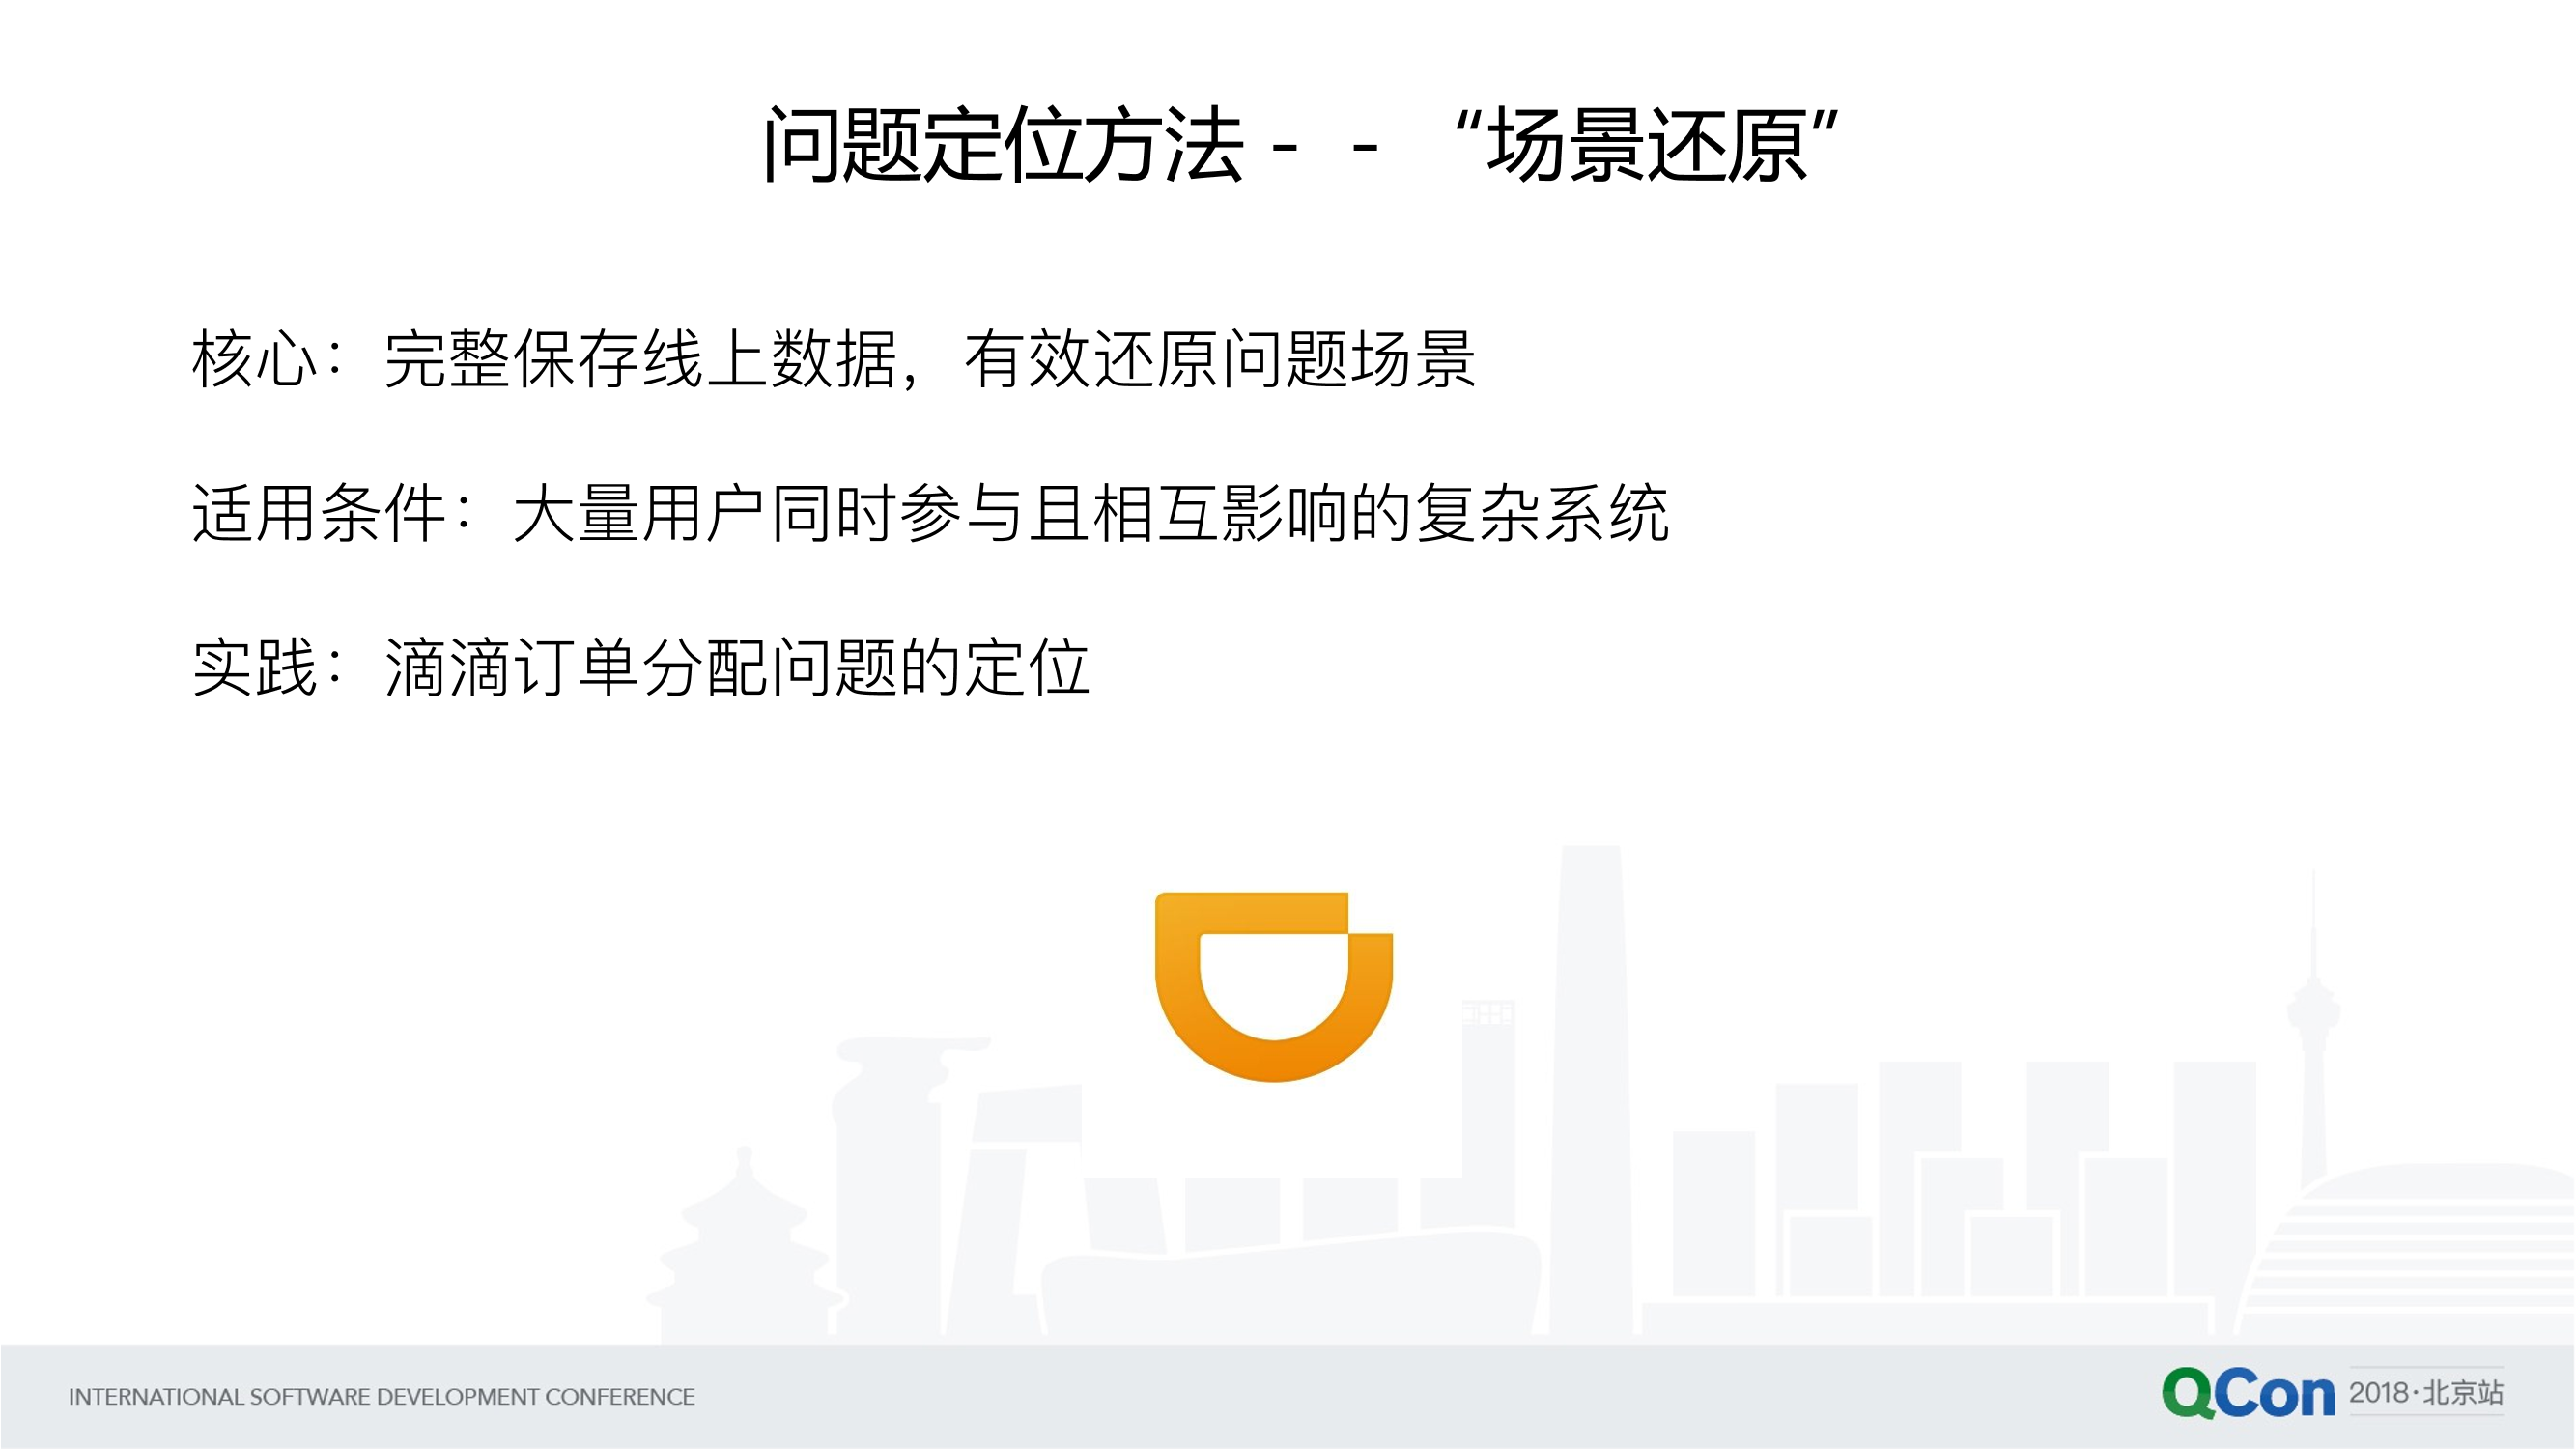 问题定位方法－－“场景还原”
核心：完整保存线上数据，有效还原问题场景
适用条件：大量用户同时参与且相互影响的复杂系统
实践：滴滴订单分配问题的定位
INTERNATIONAL SOFTWARE DEVELOPMENT CONFERENCE
QCon 2018·北京站